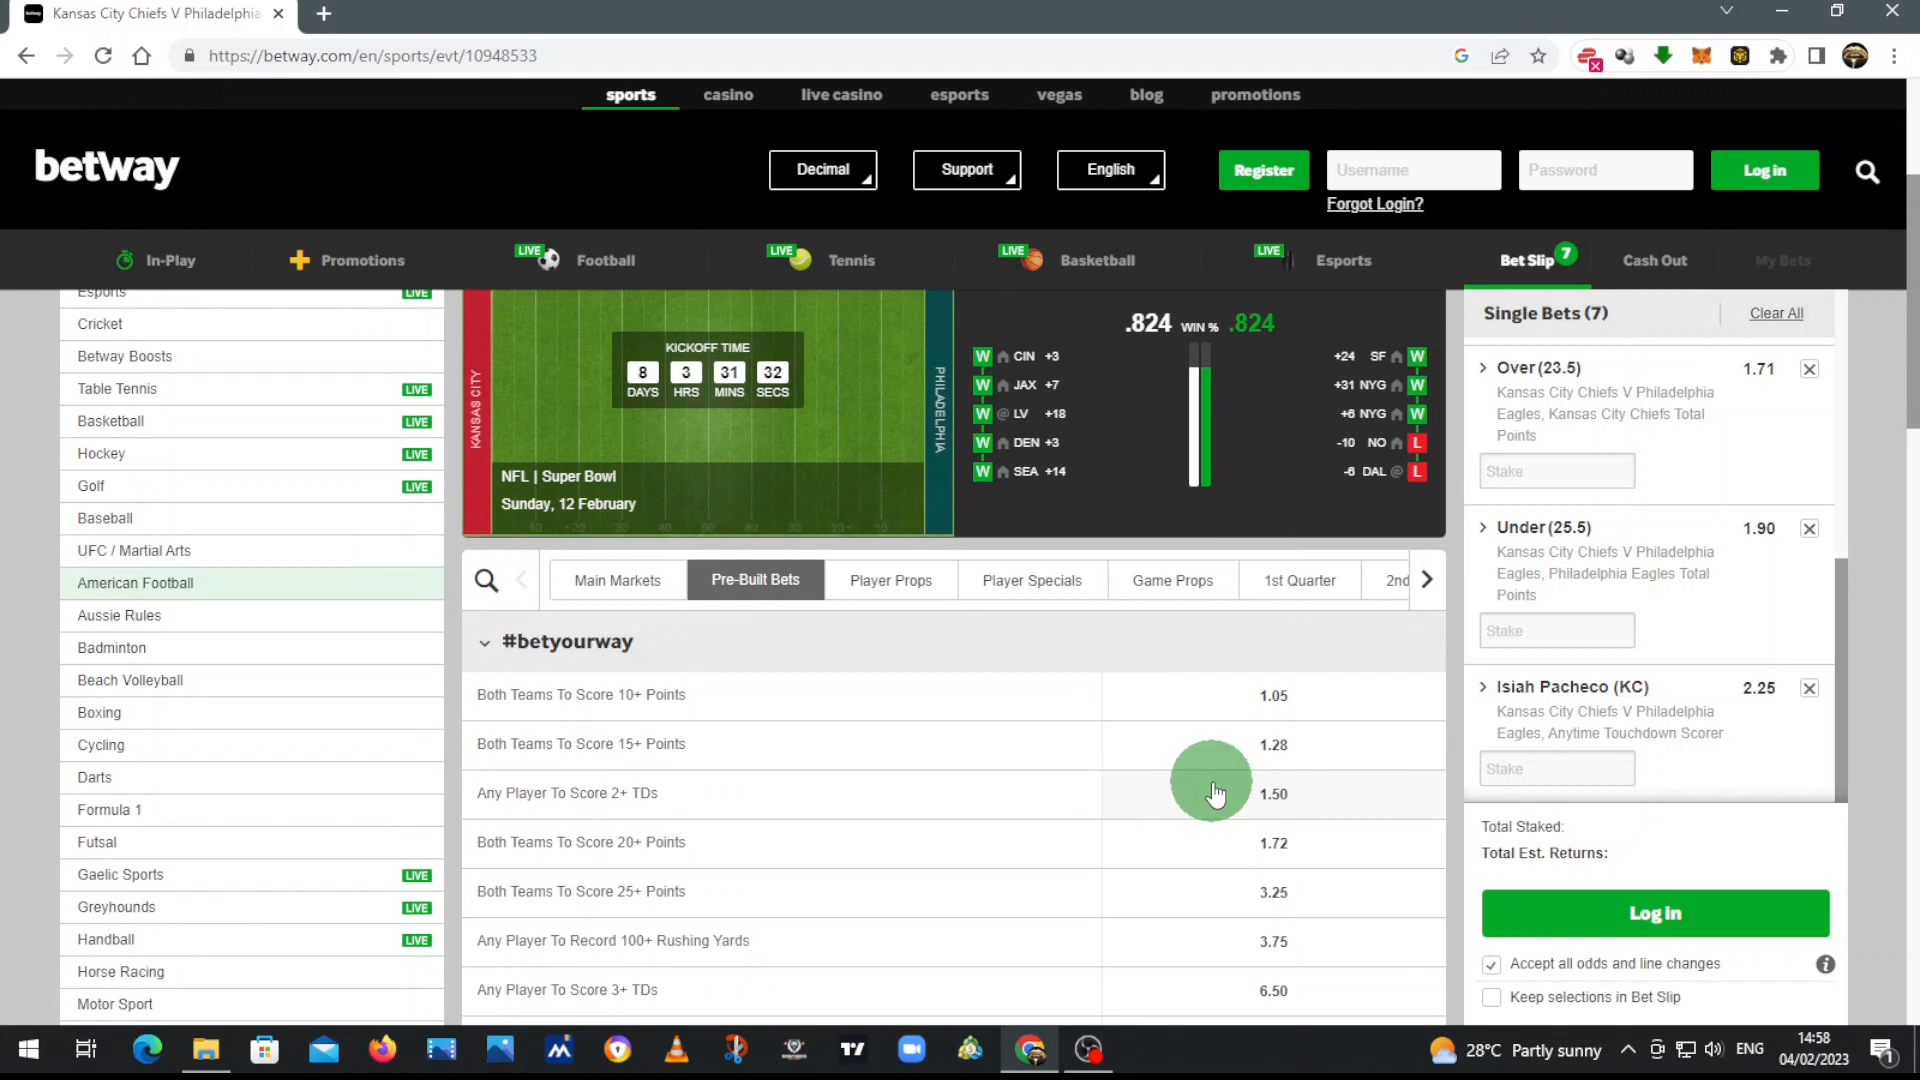 Kansas City Chiefs V Philadelphia
https://betway.com/en/sports/evt/10948533
sports casino live casino esports vegas blog promotions
betway
Decimal Support English Register Username Password Log in
Forgot Login?
In-Play Promotions LIVE Football LIVE Tennis LIVE Basketball LIVE Esports Bet Slip 7 Cash Out My Bets
Esports LIVE
Cricket
Betway Boosts
Table Tennis LIVE
Basketball LIVE
Hockey LIVE
Golf LIVE
Baseball
UFC / Martial Arts
American Football
Aussie Rules
Badminton
Beach Volleyball
Boxing
Cycling
Darts
Formula 1
Futsal
Gaelic Sports LIVE
Greyhounds LIVE
Handball LIVE
Horse Racing
Motor Sport
KANSAS CITY
PHILADELPHIA
KICKOFF TIME
8 3 31 32
DAYS HRS MINS SECS
NFL | Super Bowl
Sunday, 12 February
.824 WIN % .824
W CIN +3 +24 SF W
W JAX +7 +31 NYG W
W @ LV +18 +6 NYG W
W DEN +3 -10 NO L
W SEA +14 -6 DAL @ L
Main Markets Pre-Built Bets Player Props Player Specials Game Props 1st Quarter 2nd
#betyourway
Both Teams To Score 10+ Points 1.05
Both Teams To Score 15+ Points 1.28
Any Player To Score 2+ TDs 1.50
Both Teams To Score 20+ Points 1.72
Both Teams To Score 25+ Points 3.25
Any Player To Record 100+ Rushing Yards 3.75
Any Player To Score 3+ TDs 6.50
Single Bets (7) Clear All
Over (23.5) 1.71
Kansas City Chiefs V Philadelphia
Eagles, Kansas City Chiefs Total
Points
Stake
Under (25.5) 1.90
Kansas City Chiefs V Philadelphia
Eagles, Philadelphia Eagles Total
Points
Stake
Isiah Pacheco (KC) 2.25
Kansas City Chiefs V Philadelphia
Eagles, Anytime Touchdown Scorer
Stake
Total Staked:
Total Est. Returns:
Log in
Accept all odds and line changes
Keep selections in Bet Slip
28°C Partly sunny ENG 14:58
04/02/2023